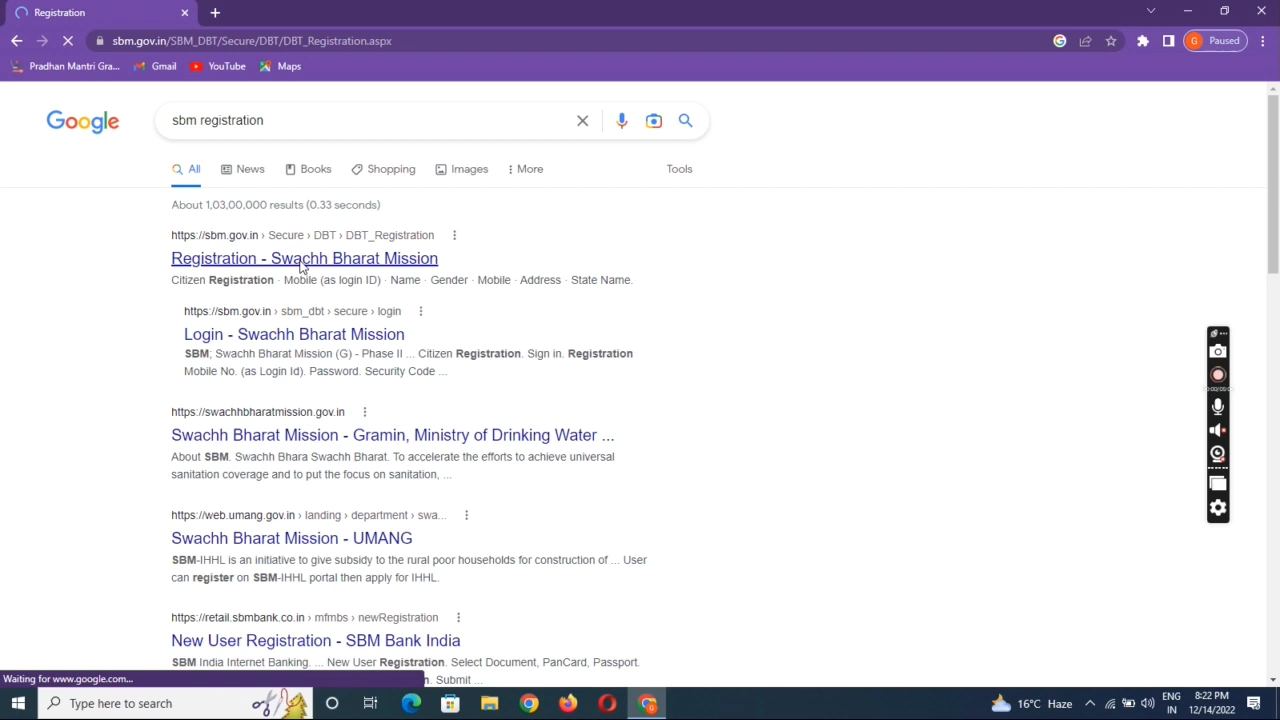 Registration
sbm.gov.in/SBM_DBT/Secure/DBT/DBT_Registration.aspx
G Paused
Pradhan Mantri Gra... Gmail YouTube Maps
Google
sbm registration
All News Books Shopping Images More Tools
About 1,03,00,000 results (0.33 seconds)
https://sbm.gov.in › Secure › DBT › DBT_Registration
Registration - Swachh Bharat Mission
Citizen Registration · Mobile (as login ID) · Name · Gender · Mobile · Address · State Name.
https://sbm.gov.in › sbm_dbt › secure › login
Login - Swachh Bharat Mission
SBM; Swachh Bharat Mission (G) - Phase II ... Citizen Registration. Sign in. Registration
Mobile No. (as Login Id). Password. Security Code ...
https://swachhbharatmission.gov.in
Swachh Bharat Mission - Gramin, Ministry of Drinking Water ...
About SBM. Swachh Bhara Swachh Bharat. To accelerate the efforts to achieve universal
sanitation coverage and to put the focus on sanitation, ...
https://web.umang.gov.in › landing › department › swa...
Swachh Bharat Mission - UMANG
SBM-IHHL is an initiative to give subsidy to the rural poor households for construction of ... User
can register on SBM-IHHL portal then apply for IHHL.
https://retail.sbmbank.co.in › mfmbs › newRegistration
New User Registration - SBM Bank India
SBM India Internet Banking. ... New User Registration. Select Document, PanCard, Passport.
n. Submit ...
Waiting for www.google.com...
Type here to search
16°C Haze
ENG
IN
8:22 PM
12/14/2022